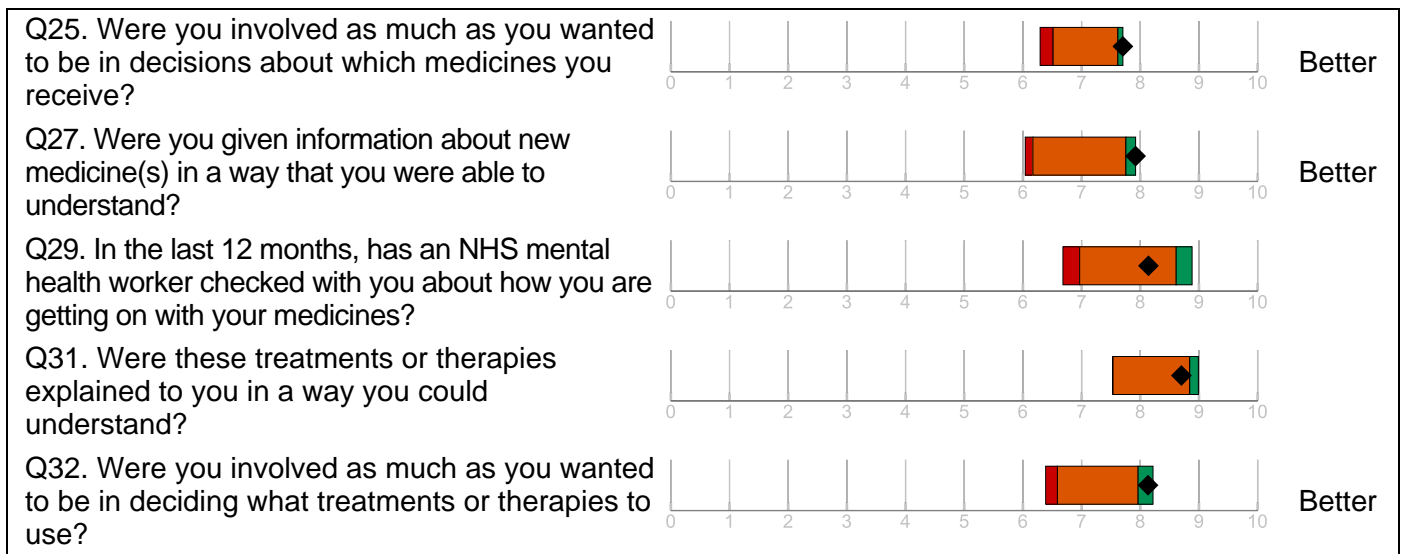 Q25. Were you involved as much as you wanted
to be in decisions about which medicines you
receive?
0 1 2 3 4 5 6 7 8 9 10
Better
Q27. Were you given information about new
medicine(s) in a way that you were able to
understand?
0 1 2 3 4 5 6 7 8 9 10
Better
Q29. In the last 12 months, has an NHS mental
health worker checked with you about how you are
getting on with your medicines?
0 1 2 3 4 5 6 7 8 9 10
Q31. Were these treatments or therapies
explained to you in a way you could
understand?
0 1 2 3 4 5 6 7 8 9 10
Q32. Were you involved as much as you wanted
to be in deciding what treatments or therapies to
use?
0 1 2 3 4 5 6 7 8 9 10
Better